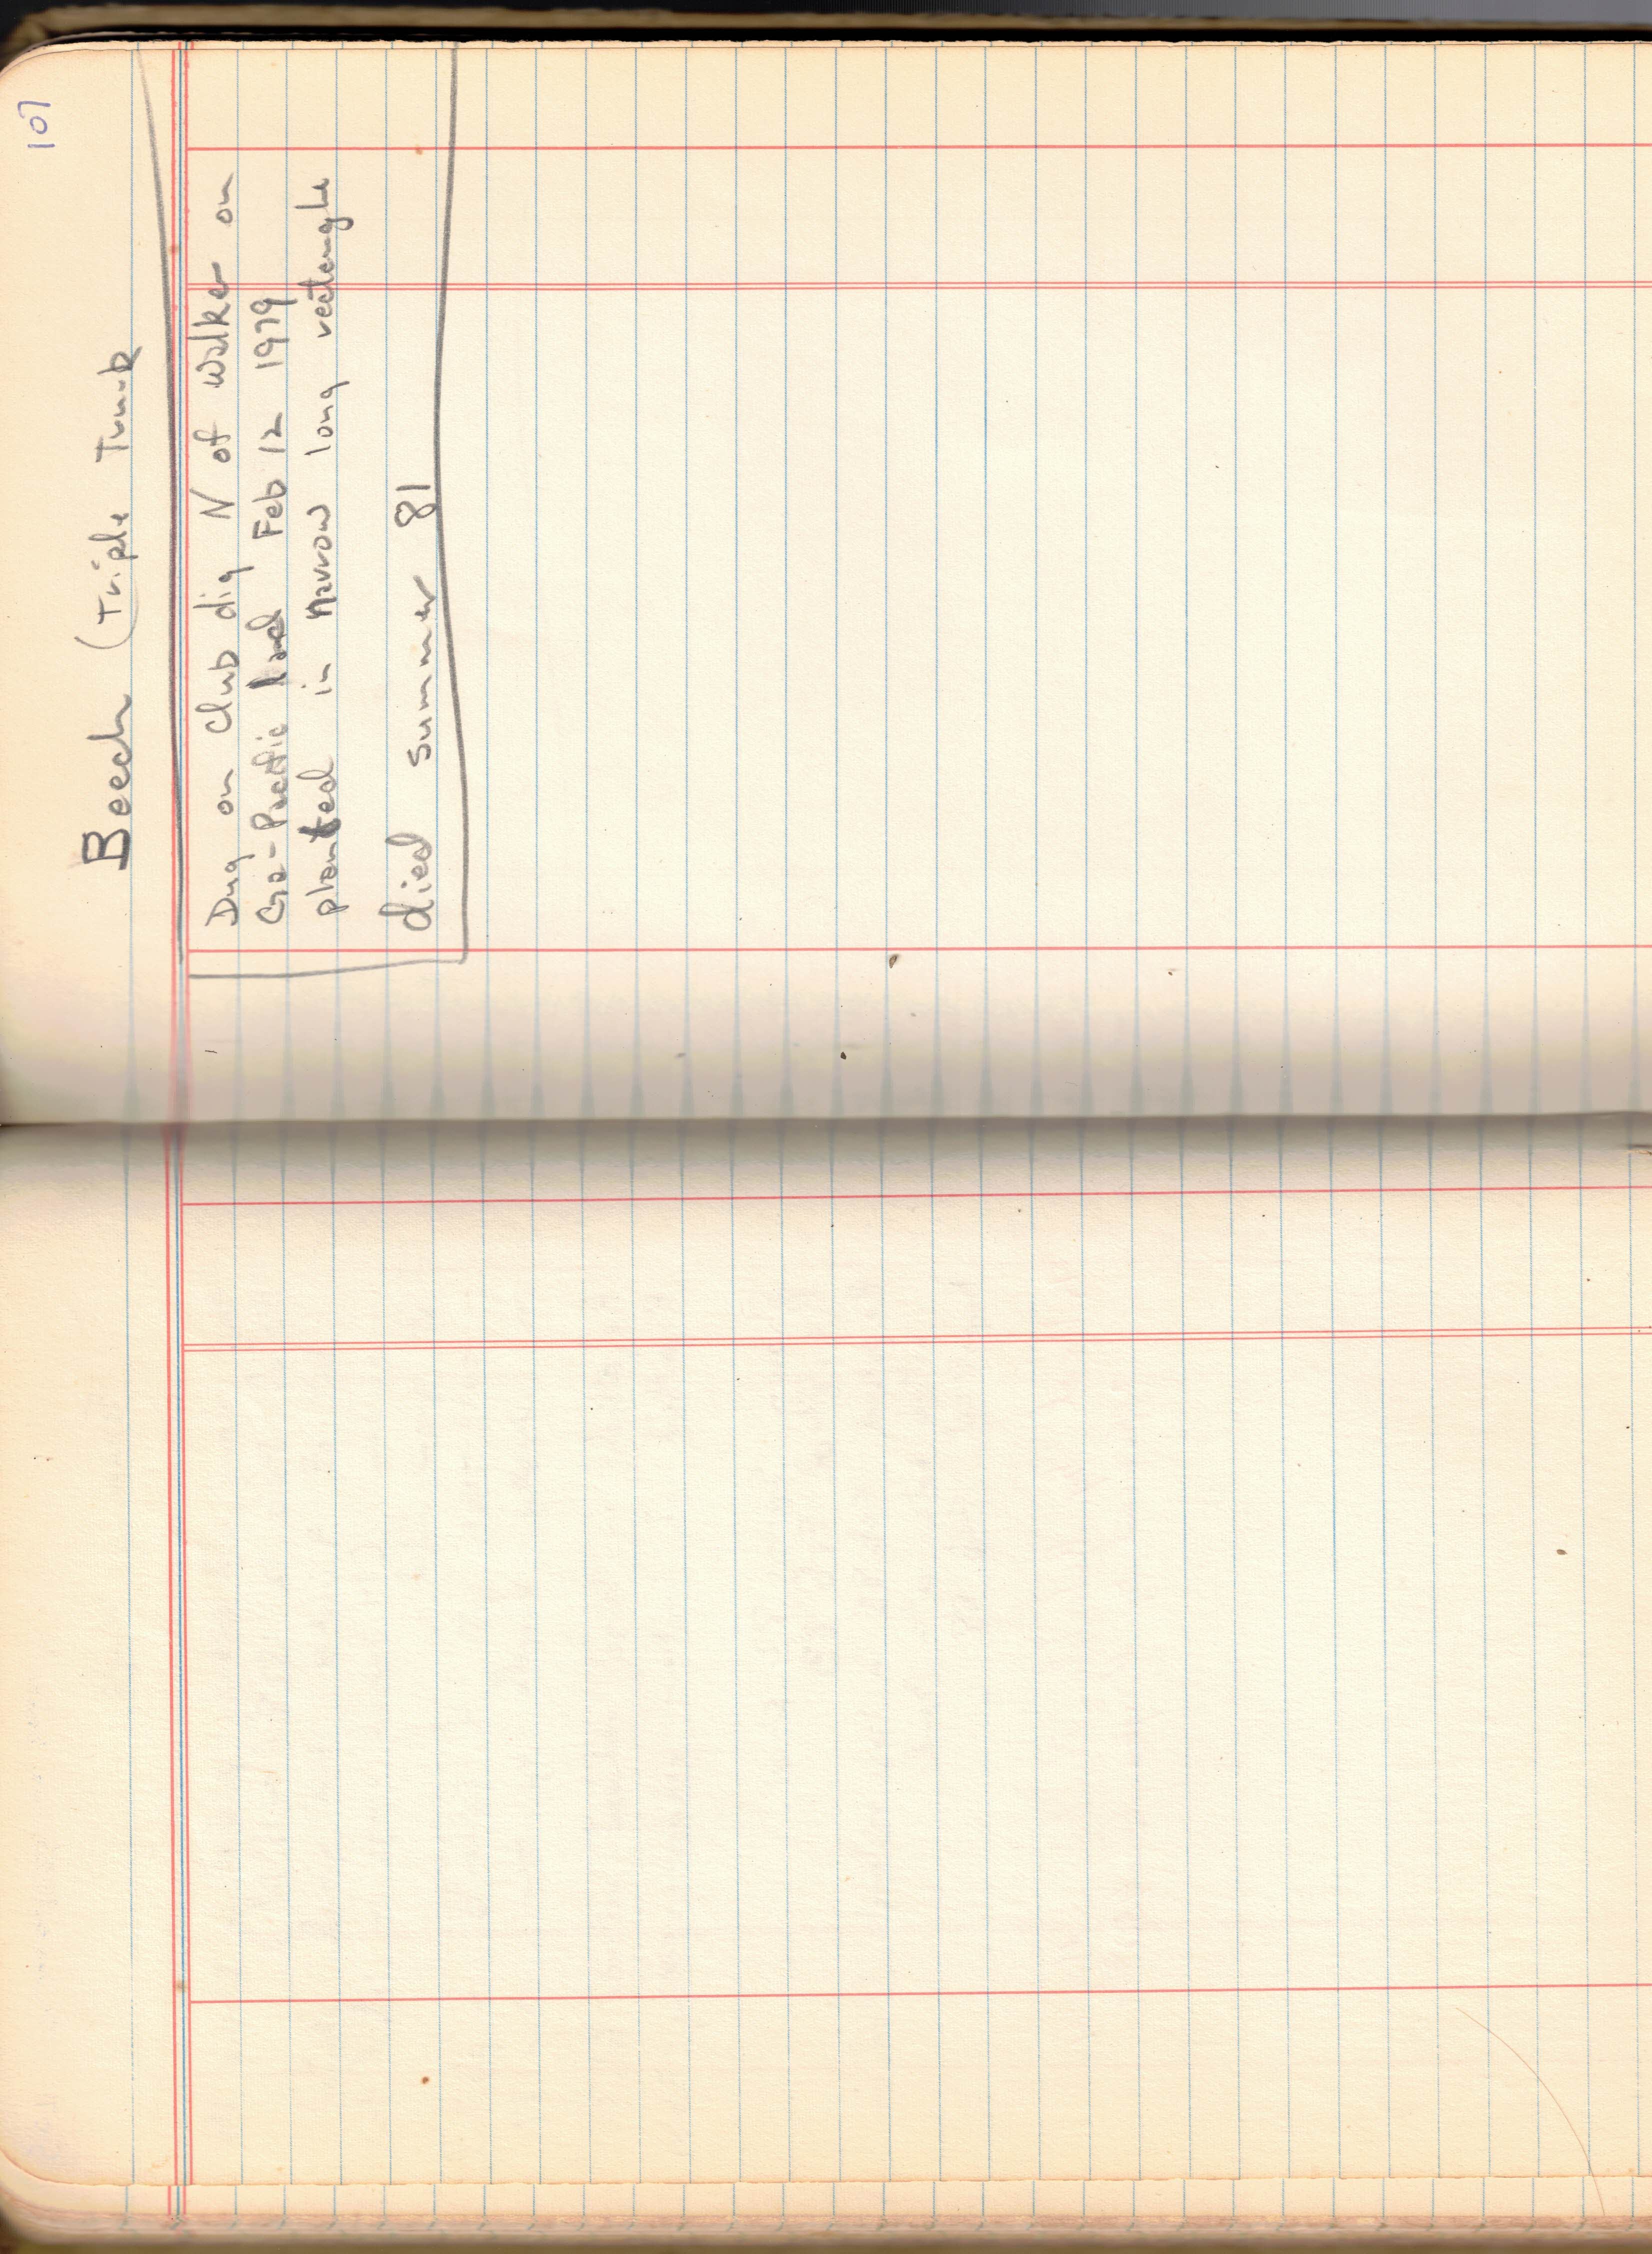 107
Beech (Triple Trunk
Dug on Club dig N of Walker on
Ga-Pacific land Feb 12 1979
planted in narrow long rectangle
died summer 81